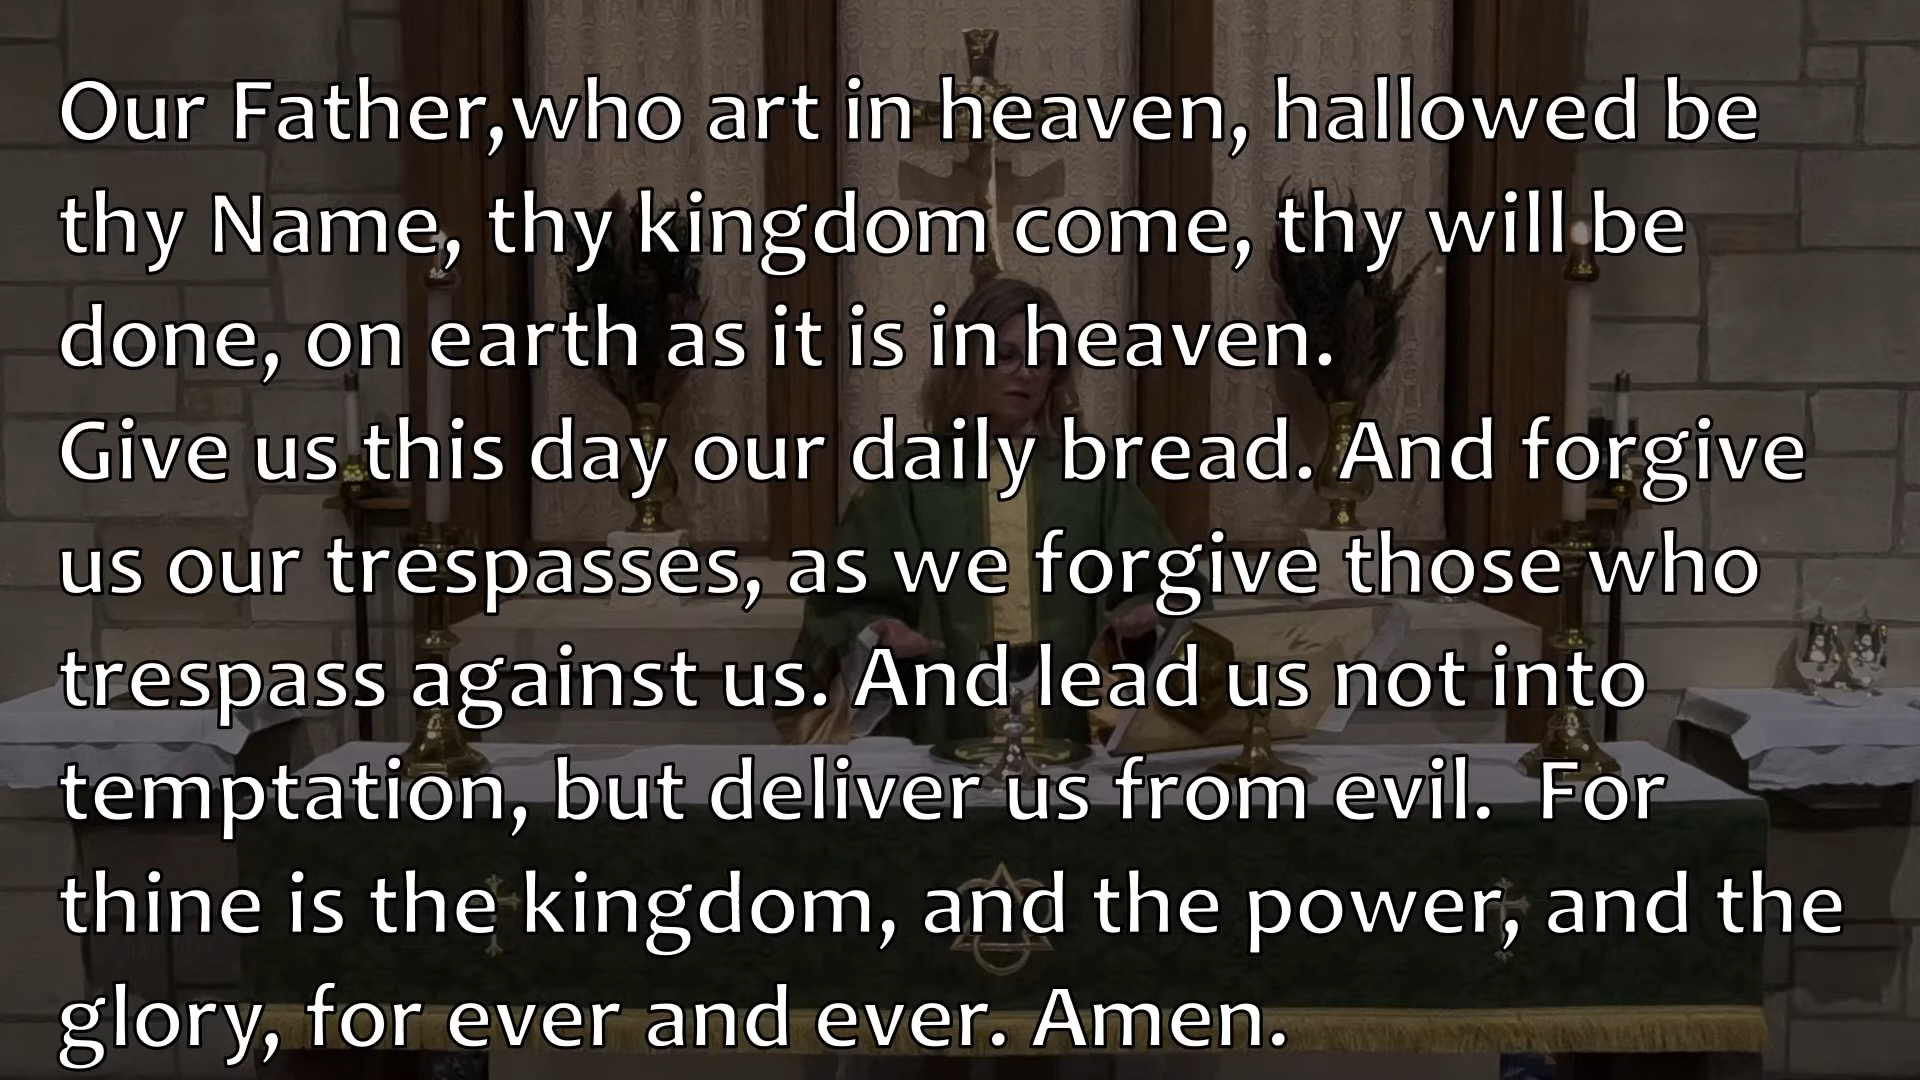 Our Father,who art in heaven, hallowed be
thy Name, thy kingdom come, thy will be
done, on earth as it is in heaven.
Give us this day our daily bread. And forgive
us our trespasses, as we forgive those who
trespass against us. And lead us not into
temptation, but deliver us from evil.  For
thine is the kingdom, and the power, and the
glory, for ever and ever. Amen.